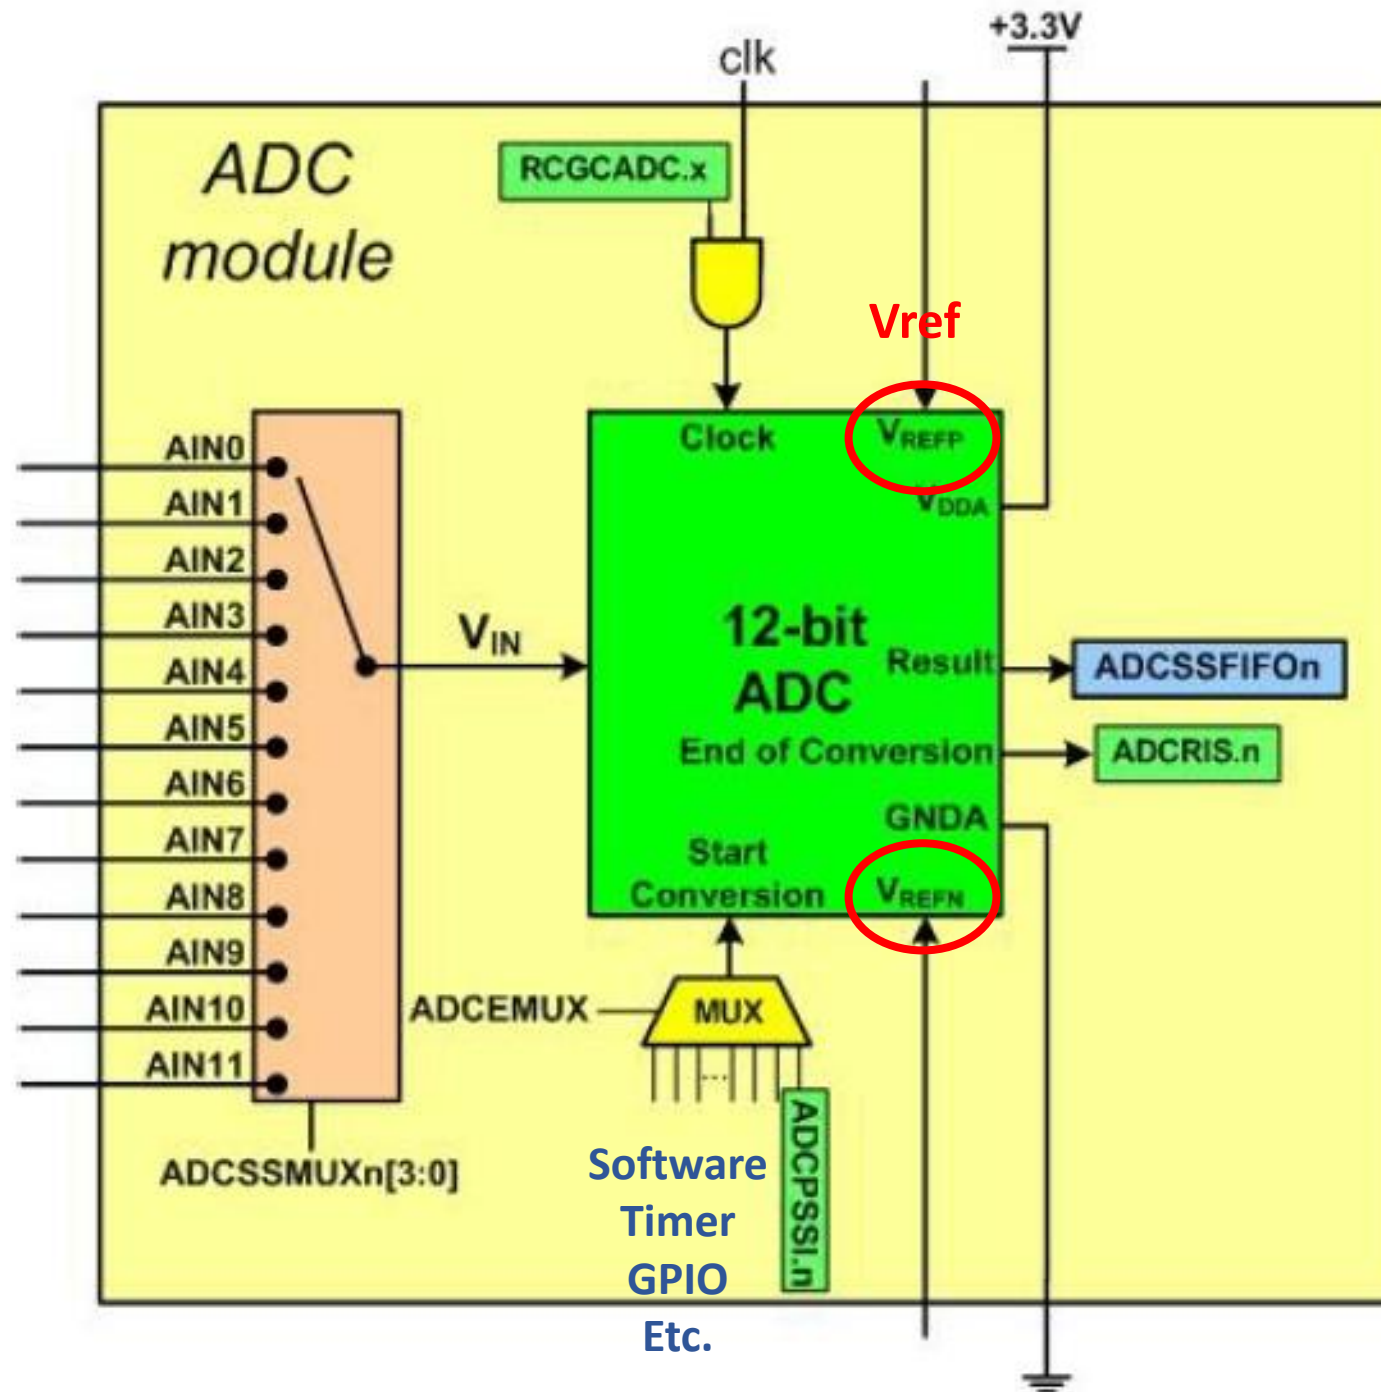 +3.3V
clk
ADC
module
RCGCADC.x
Vref
Clock
VREFP
VDDA
AIN0
AIN1
AIN2
AIN3
AIN4
AIN5
AIN6
AIN7
AIN8
AIN9
AIN10
AIN11
VIN
12-bit
ADC
Result
ADCSSFIFOn
End of Conversion
ADCRIS.n
GNDA
Start
Conversion
VREFN
ADCEMUX
MUX
...
ADCPSSI.n
ADCSSMUXn[3:0]
Software
Timer
GPIO
Etc.